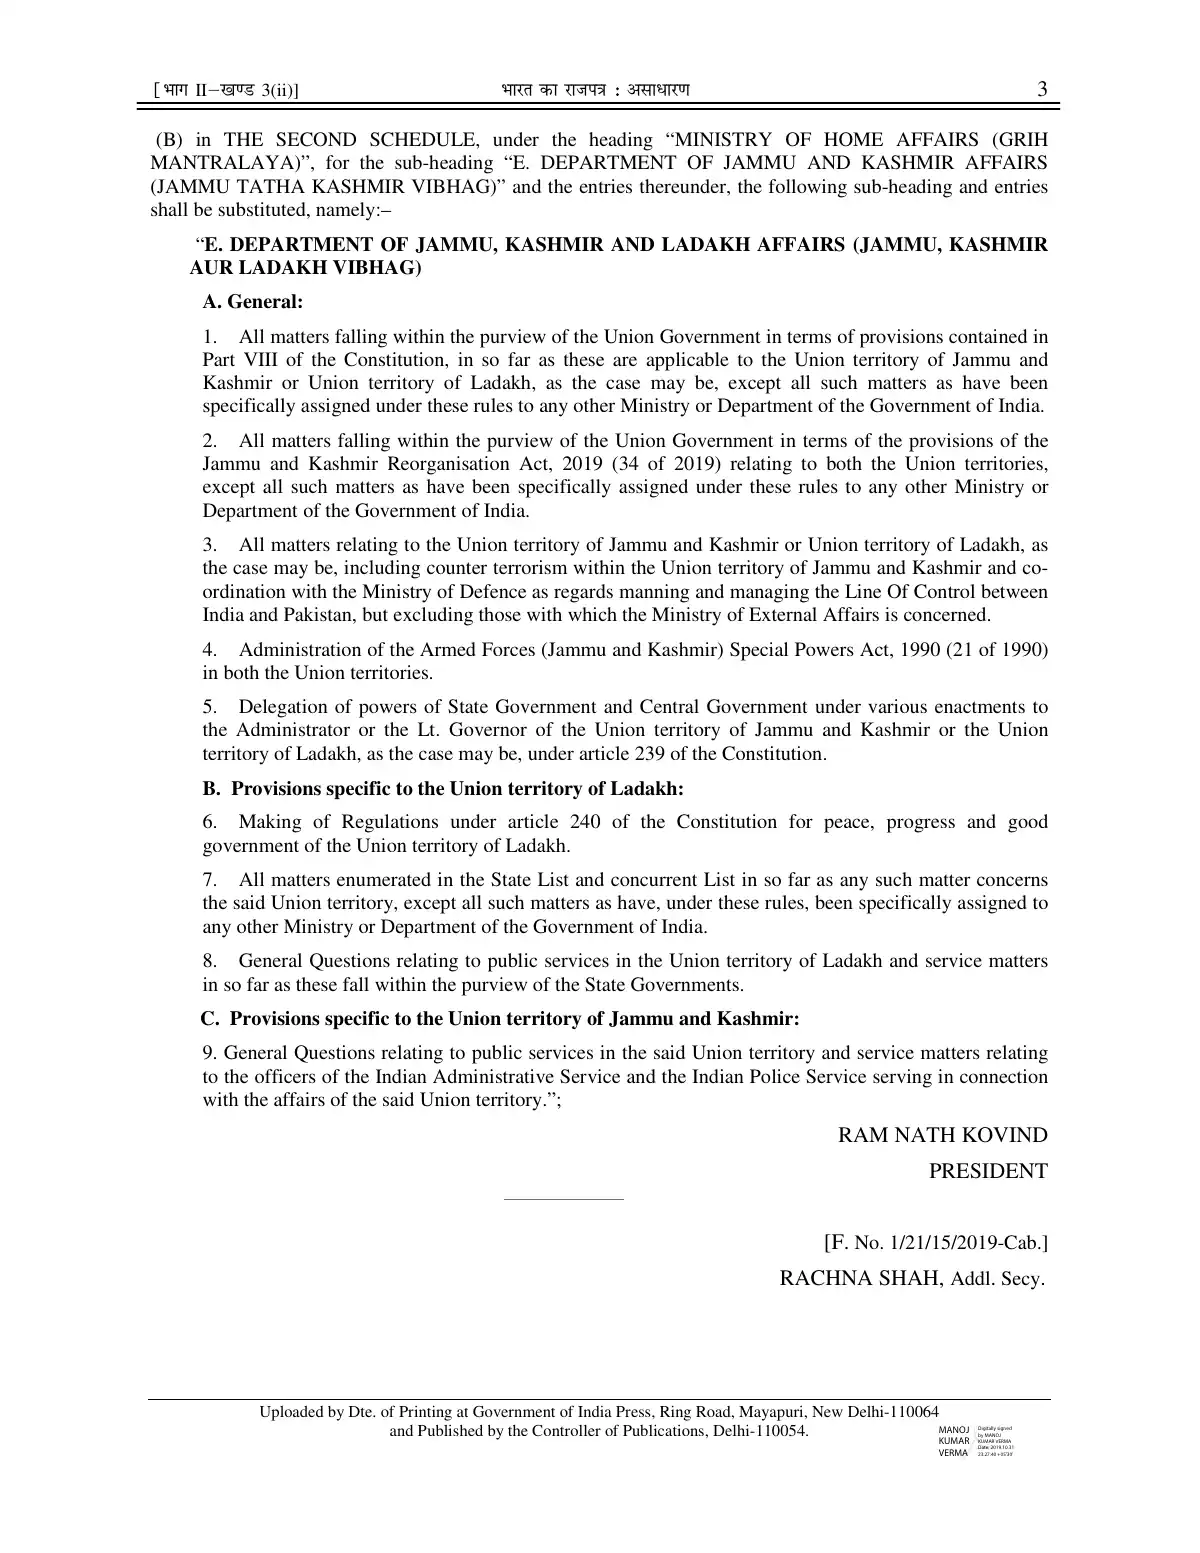 [ भाग II—खण्ड 3(ii)] भारत का राजपत्र : असाधारण 3
(B) in THE SECOND SCHEDULE, under the heading “MINISTRY OF HOME AFFAIRS (GRIH
MANTRALAYA)”, for the sub-heading “E. DEPARTMENT OF JAMMU AND KASHMIR AFFAIRS
(JAMMU TATHA KASHMIR VIBHAG)” and the entries thereunder, the following sub-heading and entries
shall be substituted, namely:–
“E. DEPARTMENT OF JAMMU, KASHMIR AND LADAKH AFFAIRS (JAMMU, KASHMIR
AUR LADAKH VIBHAG)
A. General:
1. All matters falling within the purview of the Union Government in terms of provisions contained in
Part VIII of the Constitution, in so far as these are applicable to the Union territory of Jammu and
Kashmir or Union territory of Ladakh, as the case may be, except all such matters as have been
specifically assigned under these rules to any other Ministry or Department of the Government of India.
2. All matters falling within the purview of the Union Government in terms of the provisions of the
Jammu and Kashmir Reorganisation Act, 2019 (34 of 2019) relating to both the Union territories,
except all such matters as have been specifically assigned under these rules to any other Ministry or
Department of the Government of India.
3. All matters relating to the Union territory of Jammu and Kashmir or Union territory of Ladakh, as
the case may be, including counter terrorism within the Union territory of Jammu and Kashmir and co-
ordination with the Ministry of Defence as regards manning and managing the Line Of Control between
India and Pakistan, but excluding those with which the Ministry of External Affairs is concerned.
4. Administration of the Armed Forces (Jammu and Kashmir) Special Powers Act, 1990 (21 of 1990)
in both the Union territories.
5. Delegation of powers of State Government and Central Government under various enactments to
the Administrator or the Lt. Governor of the Union territory of Jammu and Kashmir or the Union
territory of Ladakh, as the case may be, under article 239 of the Constitution.
B. Provisions specific to the Union territory of Ladakh:
6. Making of Regulations under article 240 of the Constitution for peace, progress and good
government of the Union territory of Ladakh.
7. All matters enumerated in the State List and concurrent List in so far as any such matter concerns
the said Union territory, except all such matters as have, under these rules, been specifically assigned to
any other Ministry or Department of the Government of India.
8. General Questions relating to public services in the Union territory of Ladakh and service matters
in so far as these fall within the purview of the State Governments.
C. Provisions specific to the Union territory of Jammu and Kashmir:
9. General Questions relating to public services in the said Union territory and service matters relating
to the officers of the Indian Administrative Service and the Indian Police Service serving in connection
with the affairs of the said Union territory.”;
RAM NATH KOVIND
PRESIDENT
[F. No. 1/21/15/2019-Cab.]
RACHNA SHAH, Addl. Secy.
Uploaded by Dte. of Printing at Government of India Press, Ring Road, Mayapuri, New Delhi-110064
and Published by the Controller of Publications, Delhi-110054.
MANOJ
KUMAR
VERMA
Digitally signed
by MANOJ
KUMAR VERMA
Date: 2019.10.31
23:27:49 +05'30'